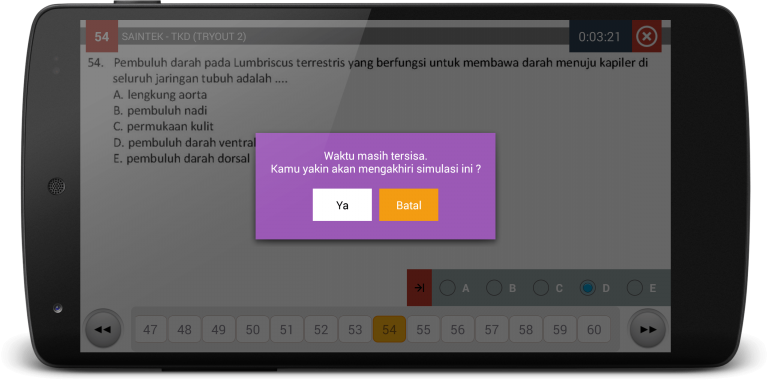 54 SAINTEK - TKD (TRYOUT 2) 0:03:21
54. Pembuluh darah pada Lumbriscus terrestris yang berfungsi untuk membawa darah menuju kapiler di
seluruh jaringan tubuh adalah ....
A. lengkung aorta
B. pembuluh nadi
C. permukaan kulit
D. pembuluh darah ventral
E. pembuluh darah dorsal
Waktu masih tersisa.
Kamu yakin akan mengakhiri simulasi ini ?
Ya Batal
A B C D E
47 48 49 50 51 52 53 54 55 56 57 58 59 60